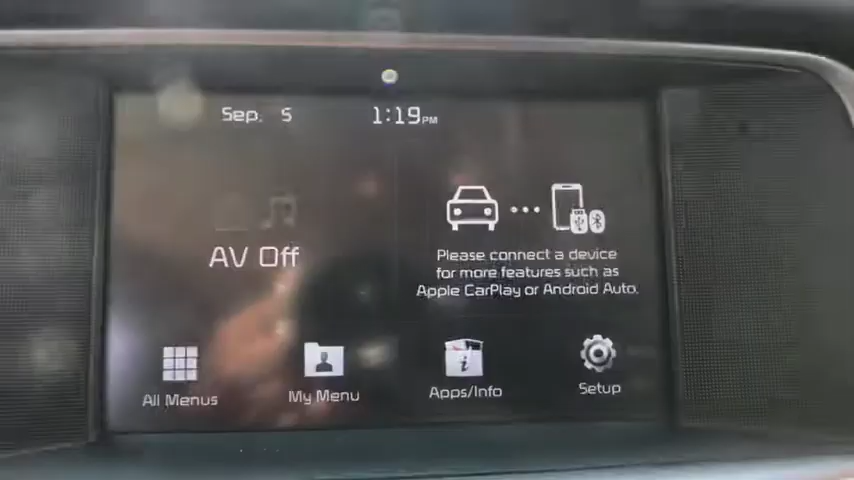 Sep. 5 1:19PM
AV Off
Please connect a device
for more features such as
Apple CarPlay or Android Auto.
All Menus
My Menu
Apps/Info
Setup